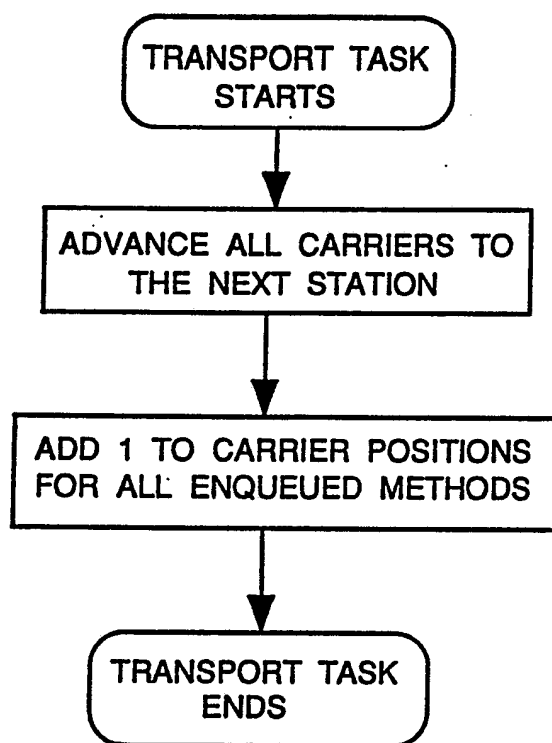 TRANSPORT TASK
STARTS
ADVANCE ALL CARRIERS TO
THE NEXT STATION
ADD 1 TO CARRIER POSITIONS
FOR ALL ENQUEUED METHODS
TRANSPORT TASK
ENDS